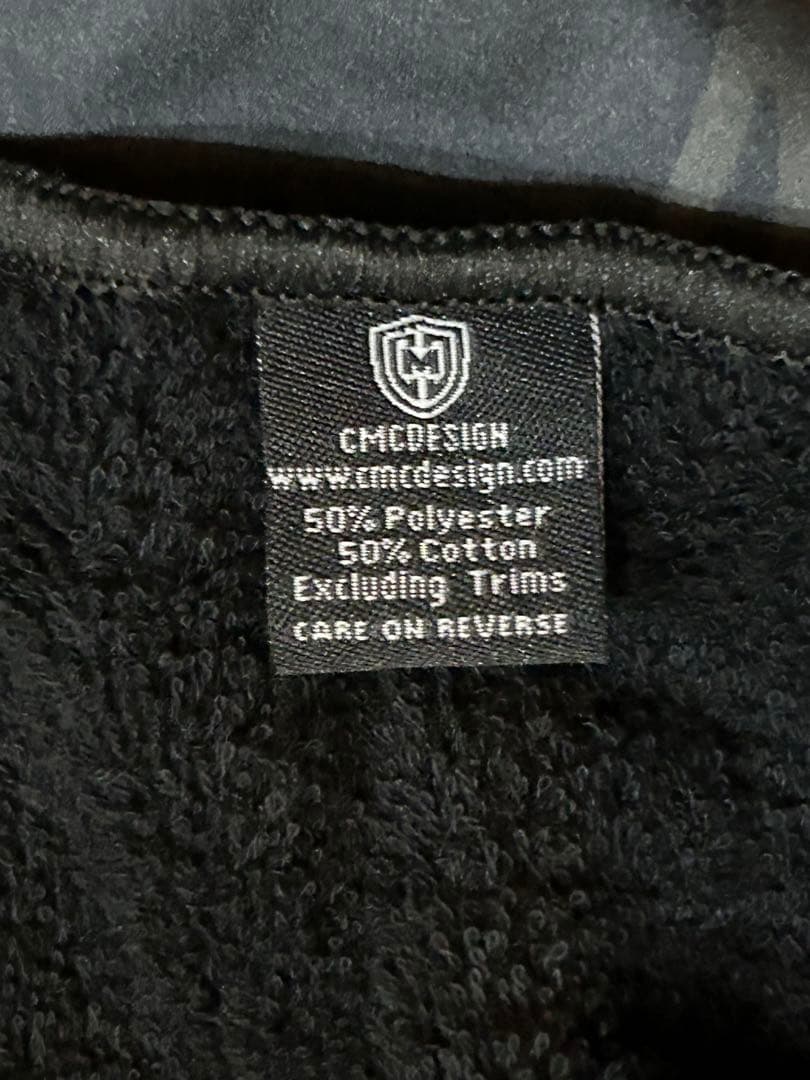 CMCDESIGN
www.cmcdesign.com
50% Polyester
50% Cotton
Excluding Trims
CARE ON REVERSE